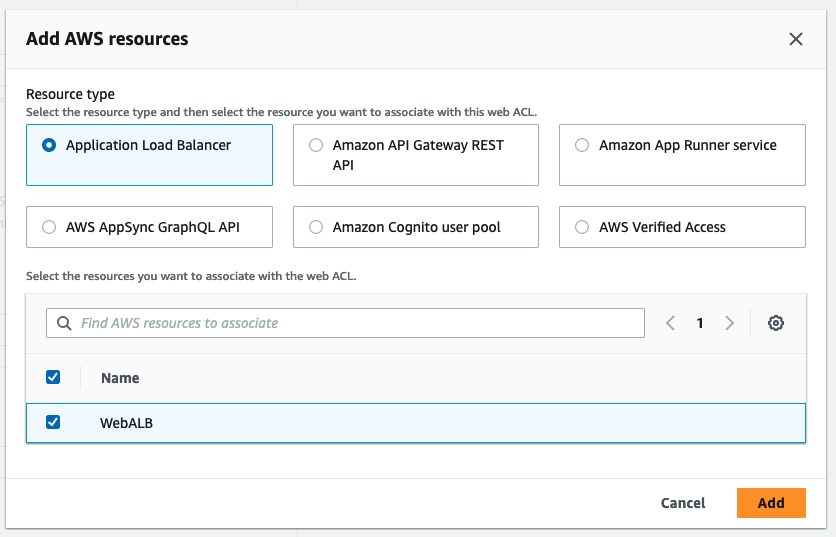 Add AWS resources
Resource type
Select the resource type and then select the resource you want to associate with this web ACL.
Application Load Balancer
Amazon API Gateway REST
API
Amazon App Runner service
AWS AppSync GraphQL API
Amazon Cognito user pool
AWS Verified Access
Select the resources you want to associate with the web ACL.
Find AWS resources to associate
1
Name
WebALB
Cancel
Add